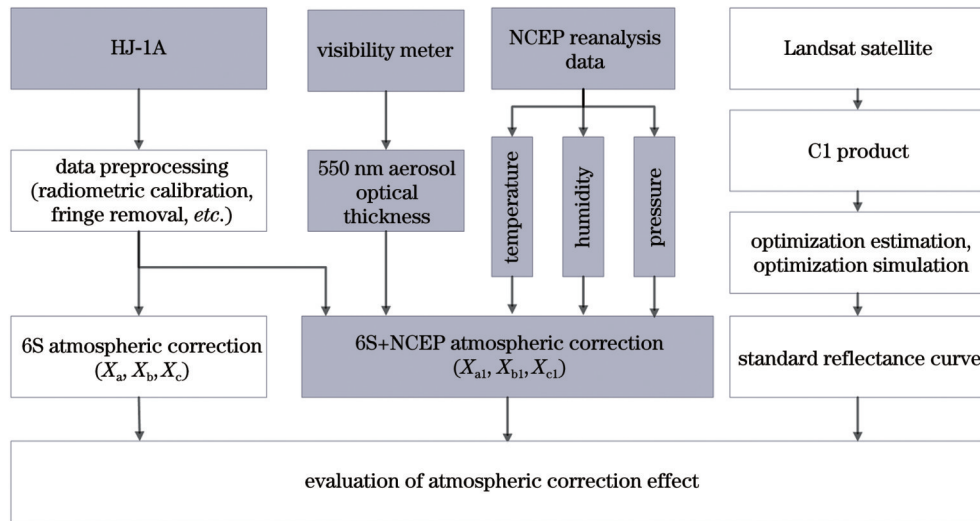 HJ-1A
visibility meter
NCEP reanalysis
data
Landsat satellite
data preprocessing
(radiometric calibration,
fringe removal, etc.)
550 nm aerosol
optical
thickness
temperature
humidity
pressure
C1 product
optimization estimation,
optimization simulation
6S atmospheric correction
(Xa, Xb, Xc)
6S+NCEP atmospheric correction
(Xa1, Xb1, Xc1)
standard reflectance curve
evaluation of atmospheric correction effect